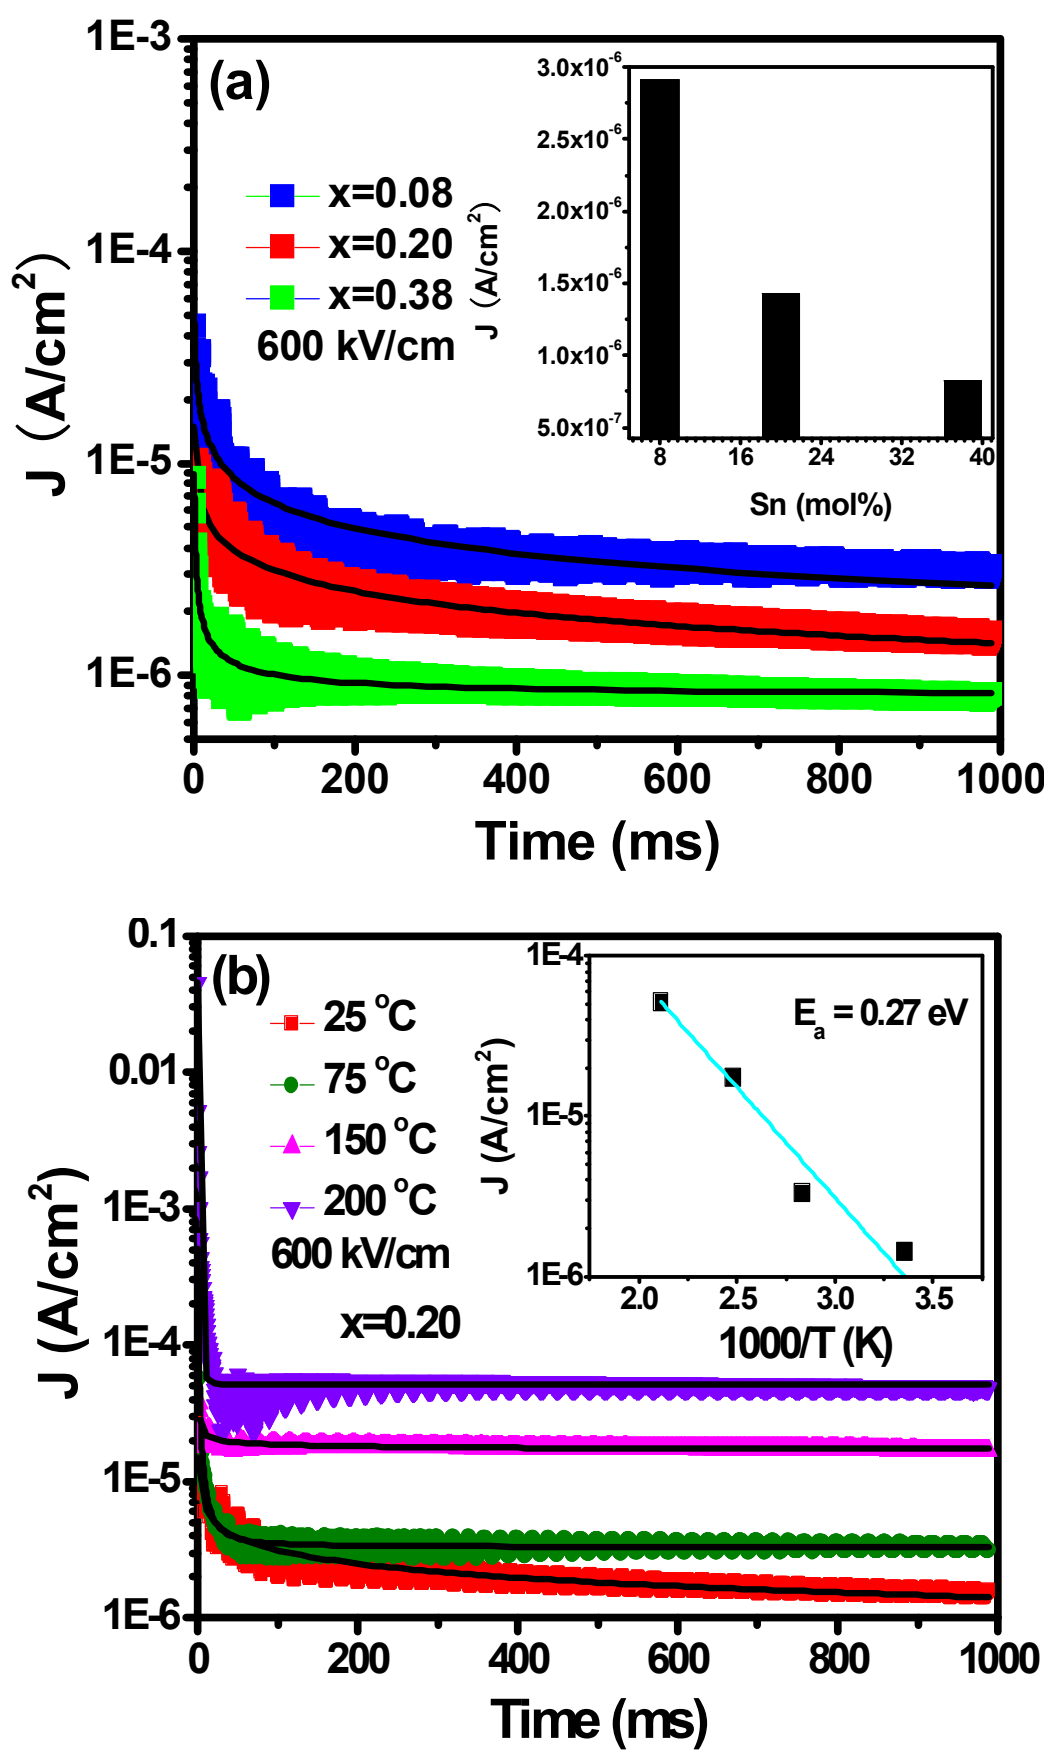 1E-3
(a)
3.0x10⁻⁶
2.5x10⁻⁶
2.0x10⁻⁶
1.5x10⁻⁶
1.0x10⁻⁶
5.0x10⁻⁷
J (A/cm²)
8 16 24 32 40
Sn (mol%)
x=0.08
x=0.20
x=0.38
600 kV/cm
1E-4
1E-5
1E-6
J (A/cm²)
0 200 400 600 800 1000
Time (ms)
0.1
(b)
25 °C
75 °C
150 °C
200 °C
600 kV/cm
x=0.20
1E-4
1E-5
1E-6
J (A/cm²)
Eₐ = 0.27 eV
2.0 2.5 3.0 3.5
1000/T (K)
0.01
1E-3
1E-4
1E-5
1E-6
J (A/cm²)
0 200 400 600 800 1000
Time (ms)